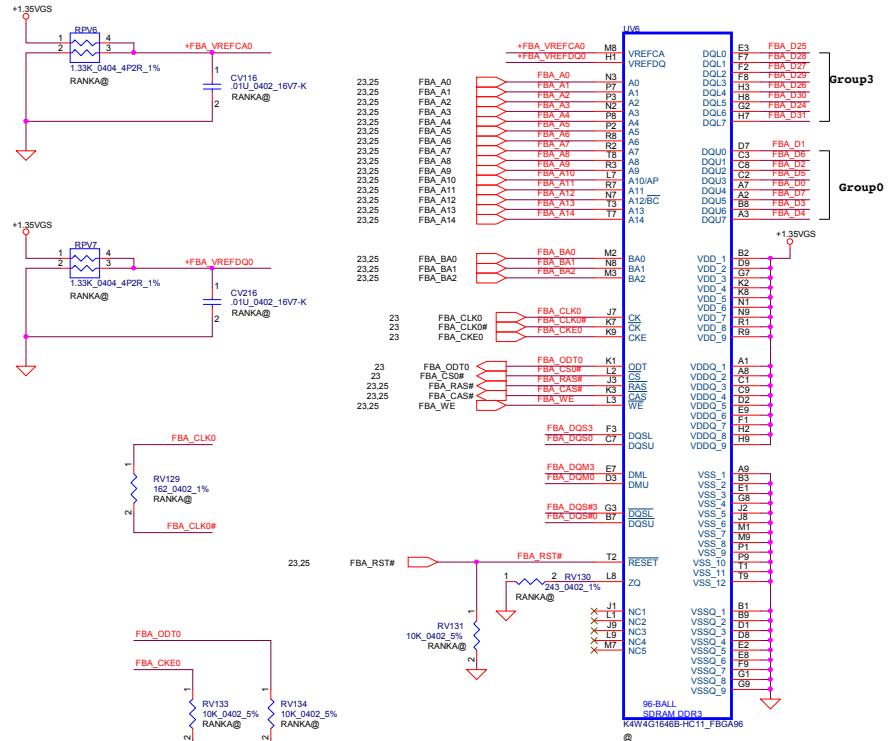 +1.35VGS
RPV6
1 4
2 3
+FBA_VREFCA0
1.33K_0404_4P2R_1%
RANKA@
1
CV116
.01U_0402_16V7-K
2
RANKA@
+1.35VGS
RPV7
1 4
2 3
+FBA_VREFDQ0
1.33K_0404_4P2R_1%
RANKA@
1
CV216
.01U_0402_16V7-K
2
RANKA@
FBA_CLK0
1
RV129
162_0402_1%
RANKA@
2
FBA_CLK0#
FBA_ODT0
FBA_CKE0
1 1
RV133 RV134
10K_0402_5% 10K_0402_5%
RANKA@ RANKA@
2 2
UV6
+FBA_VREFCA0 M8 VREFCA
+FBA_VREFDQ0 H1 VREFDQ
23,25 FBA_A0 FBA_A0 N3 A0
23,25 FBA_A1 FBA_A1 P7 A1
23,25 FBA_A2 FBA_A2 P3 A2
23,25 FBA_A3 FBA_A3 N2 A3
23,25 FBA_A4 FBA_A4 P8 A4
23,25 FBA_A5 FBA_A5 P2 A5
23,25 FBA_A6 FBA_A6 R8 A6
23,25 FBA_A7 FBA_A7 R2 A7
23,25 FBA_A8 FBA_A8 T8 A8
23,25 FBA_A9 FBA_A9 R3 A9
23,25 FBA_A10 FBA_A10 L7 A10/AP
23,25 FBA_A11 FBA_A11 R7 A11
23,25 FBA_A12 FBA_A12 N7 A12/BC
23,25 FBA_A13 FBA_A13 T3 A13
23,25 FBA_A14 FBA_A14 T7 A14
23,25 FBA_BA0 FBA_BA0 M2 BA0
23,25 FBA_BA1 FBA_BA1 N8 BA1
23,25 FBA_BA2 FBA_BA2 M3 BA2
23 FBA_CLK0 FBA_CLK0 J7 CK
23 FBA_CLK0# FBA_CLK0# K7 CK
23 FBA_CKE0 FBA_CKE0 K9 CKE
23 FBA_ODT0 FBA_ODT0 K1 ODT
23 FBA_CS0# FBA_CS0# L2 CS
23,25 FBA_RAS# FBA_RAS# J3 RAS
23,25 FBA_CAS# FBA_CAS# K3 CAS
23,25 FBA_WE FBA_WE L3 WE
FBA_DQS3 F3 DQSL
FBA_DQS0 C7 DQSU
FBA_DQM3 E7 DML
FBA_DQM0 D3 DMU
FBA_DQS#3 G3 DQSL
FBA_DQS#0 B7 DQSU
23,25 FBA_RST# FBA_RST# T2 RESET
1 2 RV130 L8 ZQ
243_0402_1%
RANKA@
1
RV131
10K_0402_5%
RANKA@
2
J1 NC1
L1 NC2
J9 NC3
L9 NC4
M7 NC5
DQL0 E3 FBA_D25
DQL1 F7 FBA_D28
DQL2 F2 FBA_D27
DQL3 F8 FBA_D29
DQL4 H3 FBA_D26
DQL5 H8 FBA_D30
DQL6 G2 FBA_D24
DQL7 H7 FBA_D31
Group3
DQU0 D7 FBA_D1
DQU1 C3 FBA_D6
DQU2 C8 FBA_D2
DQU3 C2 FBA_D5
DQU4 A7 FBA_D0
DQU5 A2 FBA_D7
DQU6 B8 FBA_D3
DQU7 A3 FBA_D4
Group0
+1.35VGS
VDD_1 B2
VDD_2 D9
VDD_3 G7
VDD_4 K2
VDD_5 K8
VDD_6 N1
VDD_7 N9
VDD_8 R1
VDD_9 R9
VDDQ_1 A1
VDDQ_2 A8
VDDQ_3 C1
VDDQ_4 C9
VDDQ_5 D2
VDDQ_6 E9
VDDQ_7 F1
VDDQ_8 H2
VDDQ_9 H9
VSS_1 A9
VSS_2 B3
VSS_3 E1
VSS_4 G8
VSS_5 J2
VSS_6 J8
VSS_7 M1
VSS_8 M9
VSS_9 P1
VSS_10 P9
VSS_11 T1
VSS_12 T9
VSSQ_1 B1
VSSQ_2 B9
VSSQ_3 D1
VSSQ_4 D8
VSSQ_5 E2
VSSQ_6 E8
VSSQ_7 F9
VSSQ_8 G1
VSSQ_9 G9
96-BALL
SDRAM DDR3
K4W4G1646B-HC11_FBGA96
@